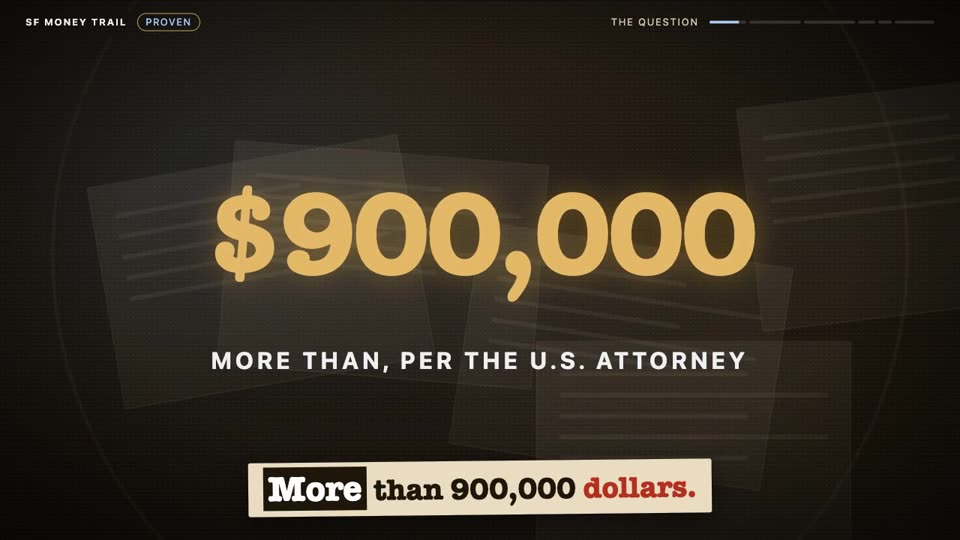 SF MONEY TRAIL PROVEN THE QUESTION
$900,000
MORE THAN, PER THE U.S. ATTORNEY
More than 900,000 dollars.